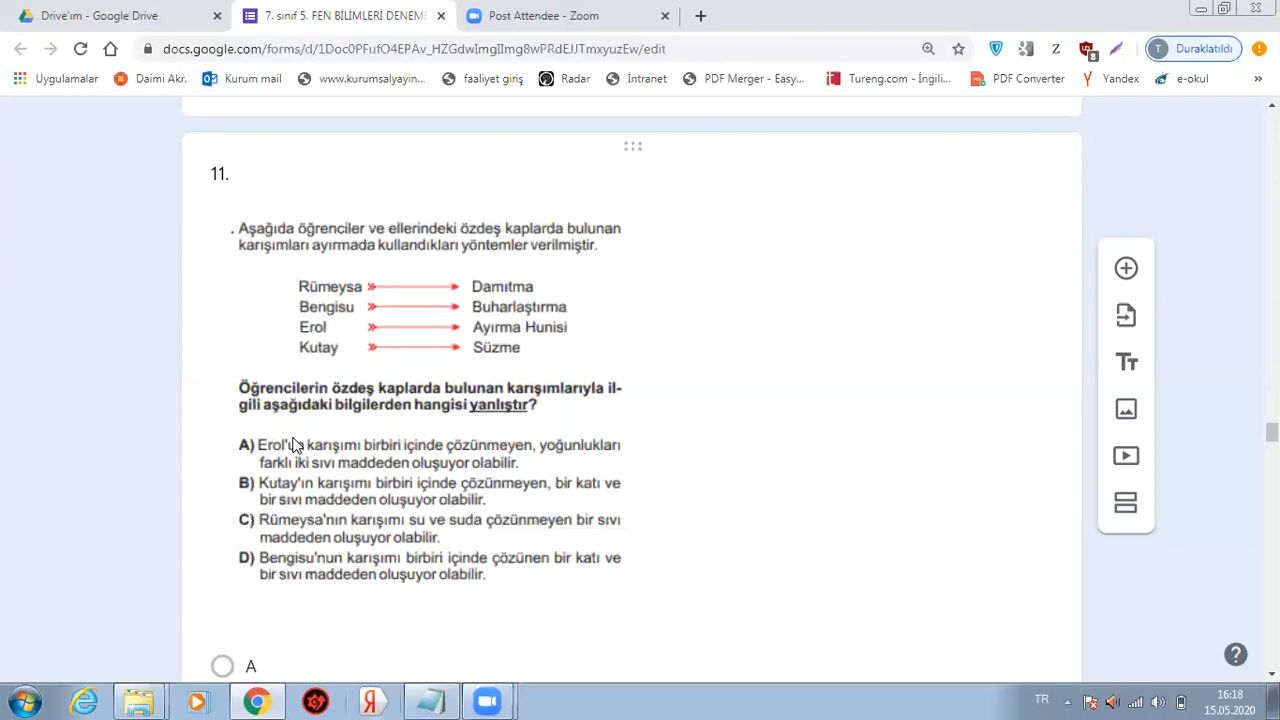 Drive'ım - Google Drive
7. sınıf 5. FEN BİLİMLERİ DENEME
Post Attendee - Zoom
docs.google.com/forms/d/1Doc0PFufO4EPAv_HZGdwImgIImg8wPRdEJJTmxyuzEw/edit
Z
8
T
Duraklatıldı
Uygulamalar
Daimi Akr.
Kurum mail
www.kurumsalyayin...
faaliyet giriş
Radar
İntranet
PDF Merger - Easy...
Tureng.com - İngili...
PDF Converter
Yandex
e-okul
»
11.
. Aşağıda öğrenciler ve ellerindeki özdeş kaplarda bulunan
karışımları ayırmada kullandıkları yöntemler verilmiştir.
Rümeysa Damıtma
Bengisu Buharlaştırma
Erol Ayırma Hunisi
Kutay Süzme
Öğrencilerin özdeş kaplarda bulunan karışımlarıyla il-
gili aşağıdaki bilgilerden hangisi yanlıştır?
A) Erol'un karışımı birbiri içinde çözünmeyen, yoğunlukları
farklı iki sıvı maddeden oluşuyor olabilir.
B) Kutay'ın karışımı birbiri içinde çözünmeyen, bir katı ve
bir sıvı maddeden oluşuyor olabilir.
C) Rümeysa'nın karışımı su ve suda çözünmeyen bir sıvı
maddeden oluşuyor olabilir.
D) Bengisu'nun karışımı birbiri içinde çözünen bir katı ve
bir sıvı maddeden oluşuyor olabilir.
A
TR
16:18
15.05.2020